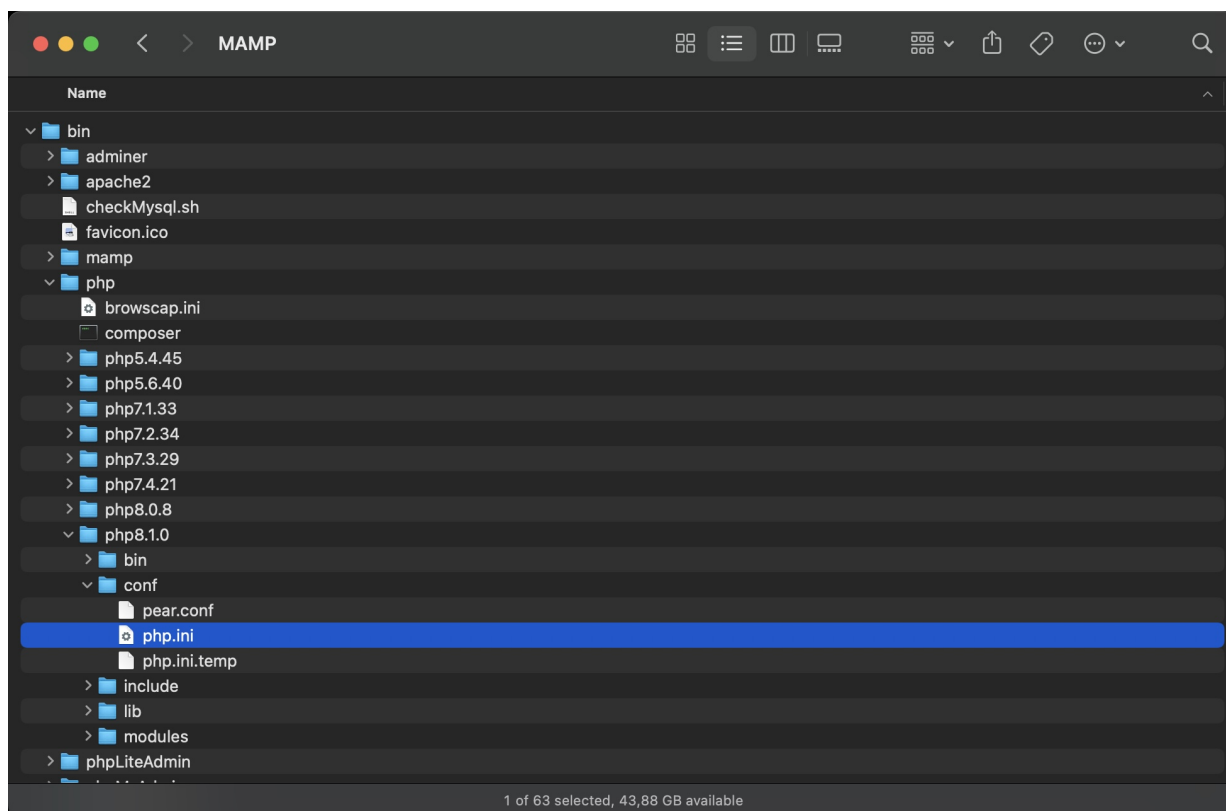 MAMP
Name
bin
adminer
apache2
checkMysql.sh
favicon.ico
mamp
php
browscap.ini
composer
php5.4.45
php5.6.40
php7.1.33
php7.2.34
php7.3.29
php7.4.21
php8.0.8
php8.1.0
bin
conf
pear.conf
php.ini
php.ini.temp
include
lib
modules
phpLiteAdmin
1 of 63 selected, 43,88 GB available